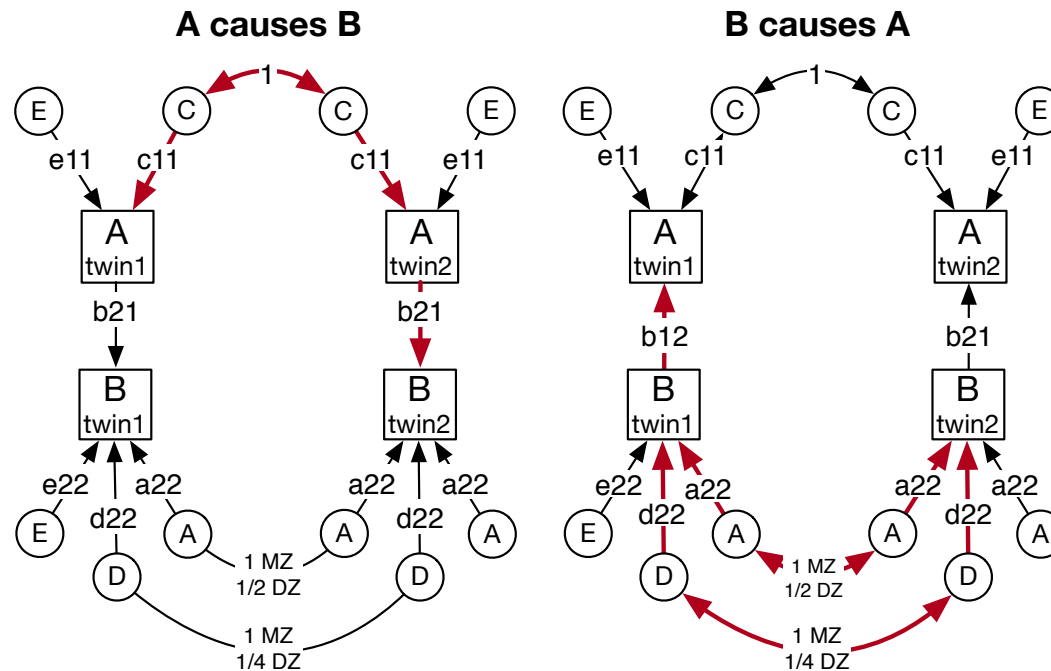 A causes B
B causes A
1
1
E
C
C
E
E
C
C
E
e11
c11
c11
e11
e11
c11
c11
e11
A
twin1
A
twin2
A
twin1
A
twin2
b21
b21
b12
b21
B
twin1
B
twin2
B
twin1
B
twin2
e22
a22
a22
a22
e22
a22
a22
a22
d22
d22
d22
d22
E
A
A
A
E
A
A
A
1 MZ
1/2 DZ
1 MZ
1/2 DZ
D
D
D
D
1 MZ
1/4 DZ
1 MZ
1/4 DZ